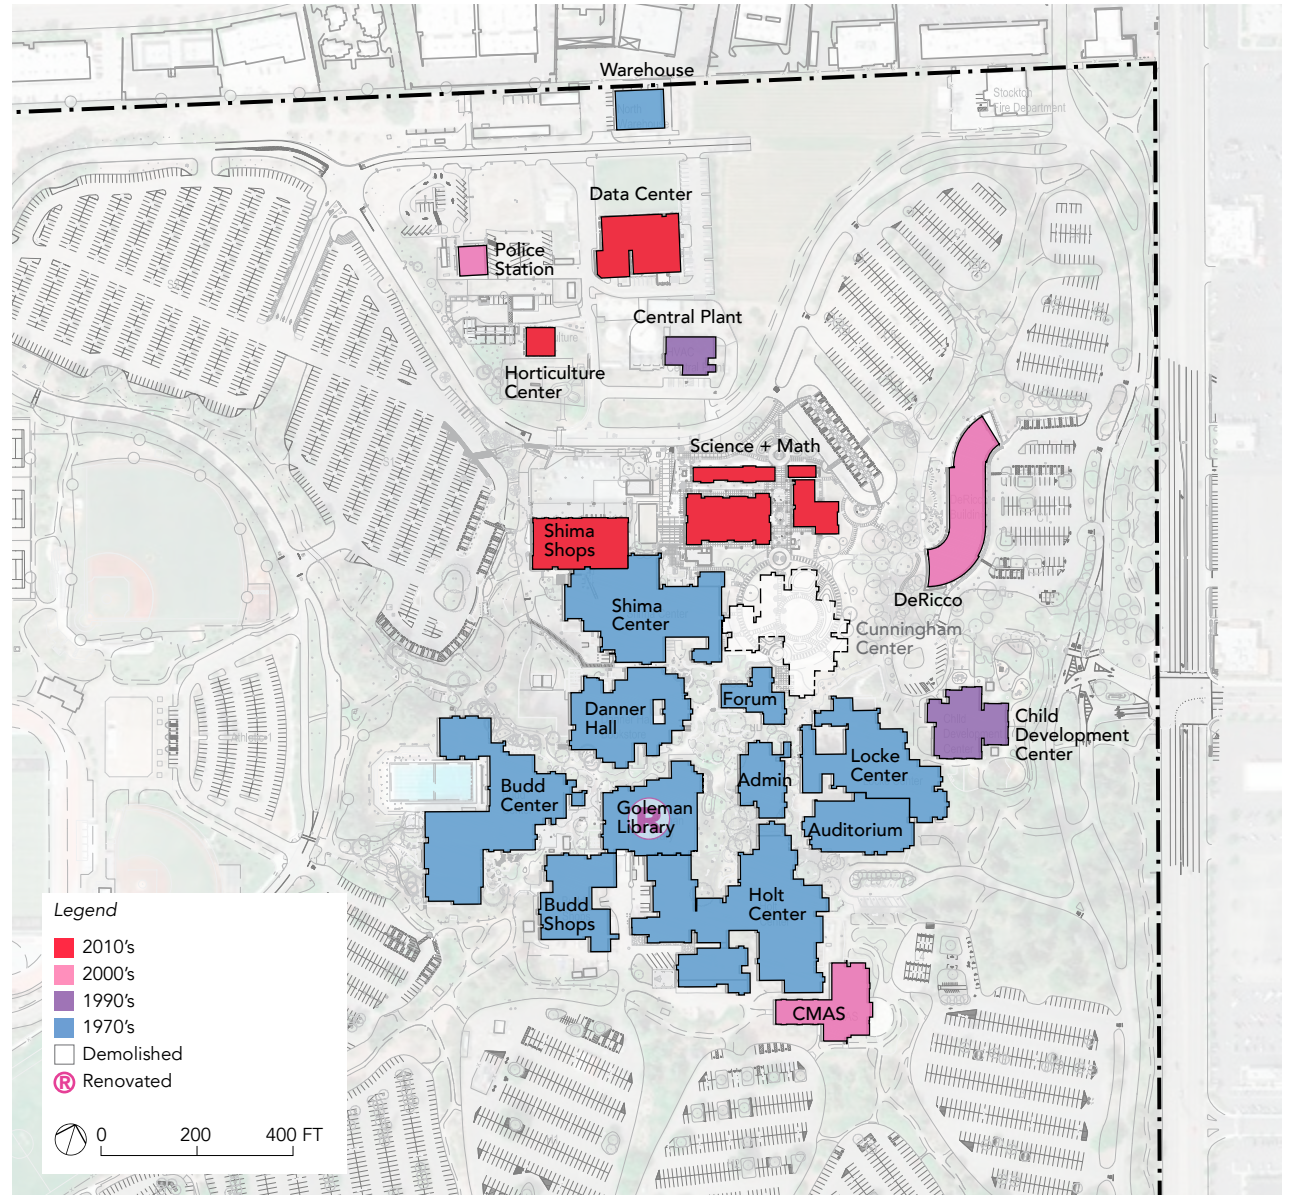 Warehouse
Stockton
Fire Department
Data Center
Police
Station
Central Plant
Horticulture
Center
Science + Math
Shima
Shops
DeRicco
Shima
Center
Cunningham
Center
Danner
Hall
Forum
Child
Development
Center
Locke
Center
Admin
Budd
Center
Goleman
Library
R
Auditorium
Budd
Shops
Holt
Center
CMAS
Legend
2010's
2000's
1990's
1970's
Demolished
R Renovated
0 200 400 FT